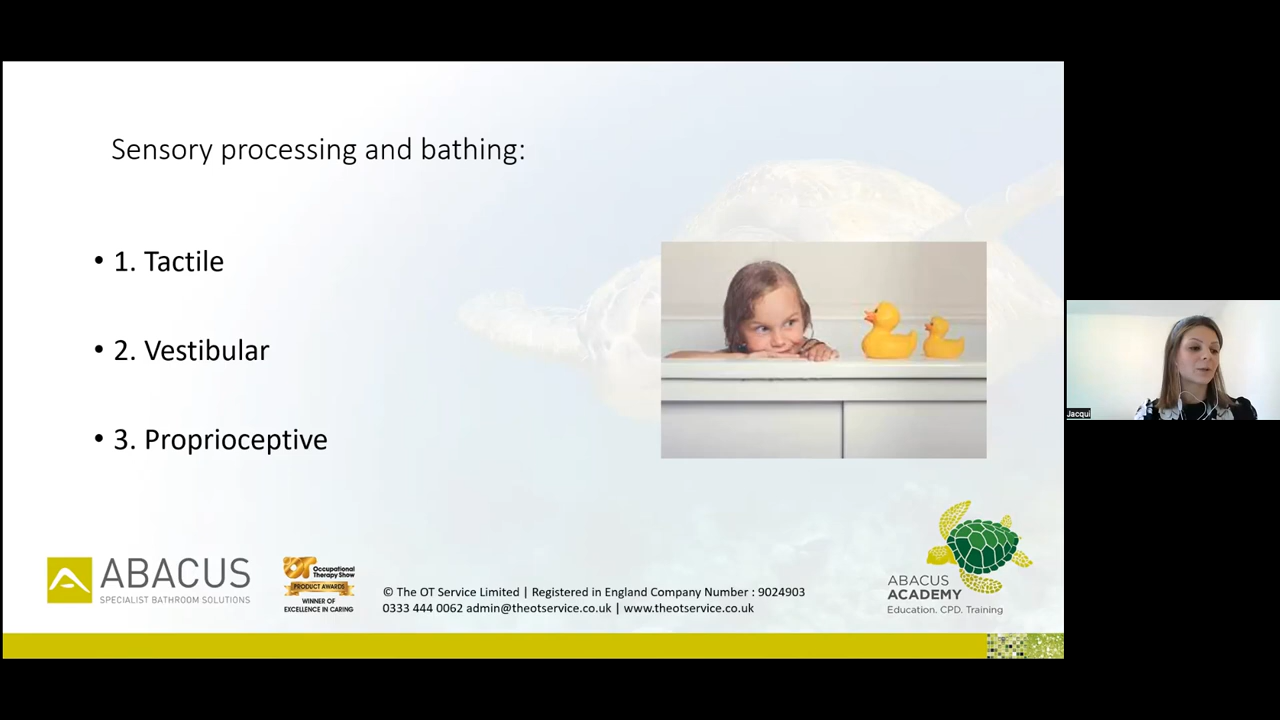 Sensory processing and bathing:
• 1. Tactile
• 2. Vestibular
• 3. Proprioceptive
Jacqui
ABACUS
SPECIALIST BATHROOM SOLUTIONS
OT
Occupational
Therapy Show
PRODUCT AWARDS
WINNER OF
EXCELLENCE IN CARING
© The OT Service Limited | Registered in England Company Number : 9024903
0333 444 0062 admin@theotservice.co.uk | www.theotservice.co.uk
ABACUS
ACADEMY
Education. CPD. Training